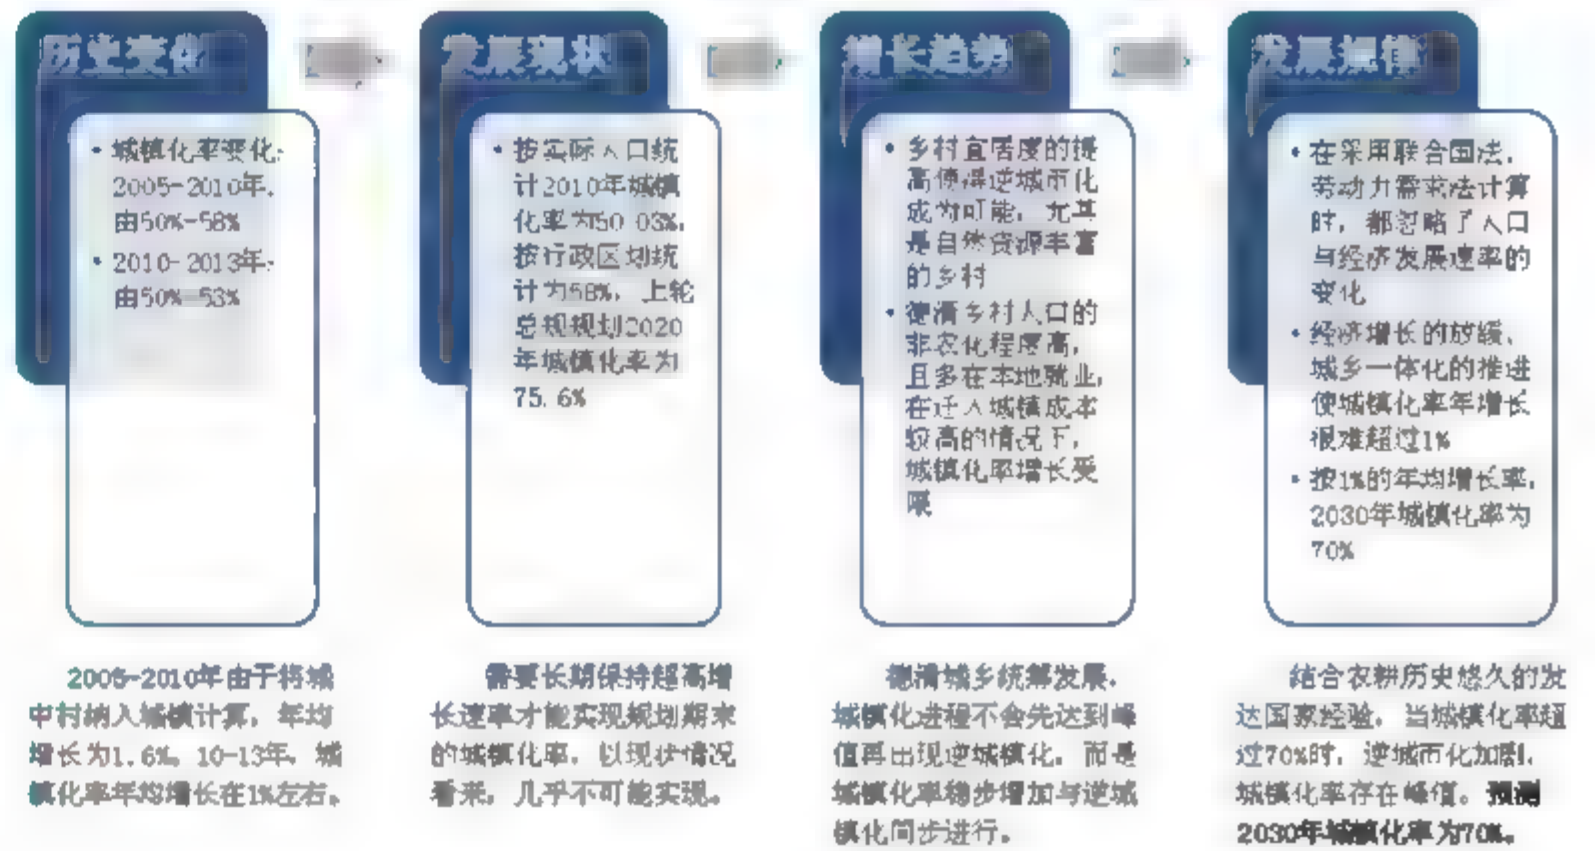 历史变化
城镇化率变化:
2005-2010年,
由50%-58%
2010-2013年:
由50%-53%
2005-2010年由于将城
中村纳入城镇计算，年均
增长为1.6%。10-13年，城
镇化率年均增长在1%左右。
发展现状
按实际人口统
计2010年城镇
化率为50.03%，
按行政区划统
计为58%，上轮
总规规划2020
年城镇化率为
75.6%
需要长期保持超高增
长速率才能实现规划期末
的城镇化率，以现状情况
看来，几乎不可能实现。
增长趋势
乡村宜居度的提
高使得逆城市化
成为可能，尤其
是自然资源丰富
的乡村
德清乡村人口的
非农化程度高，
且多在本地就业，
在迁入城镇成本
较高的情况下，
城镇化率增长受
限
德清城乡统筹发展，
城镇化进程不会先达到峰
值再出现逆城镇化，而是
城镇化率稳步增加与逆城
镇化同步进行。
发展规律
在采用联合国法、
劳动力需求法计算
时，都忽略了人口
与经济发展速率的
变化
经济增长的放缓、
城乡一体化的推进
使城镇化率年增长
很难超过1%
按1%的年均增长率，
2030年城镇化率为
70%
结合农耕历史悠久的发
达国家经验，当城镇化率超
过70%时，逆城市化加剧，
城镇化率存在峰值。预测
2030年城镇化率为70%。